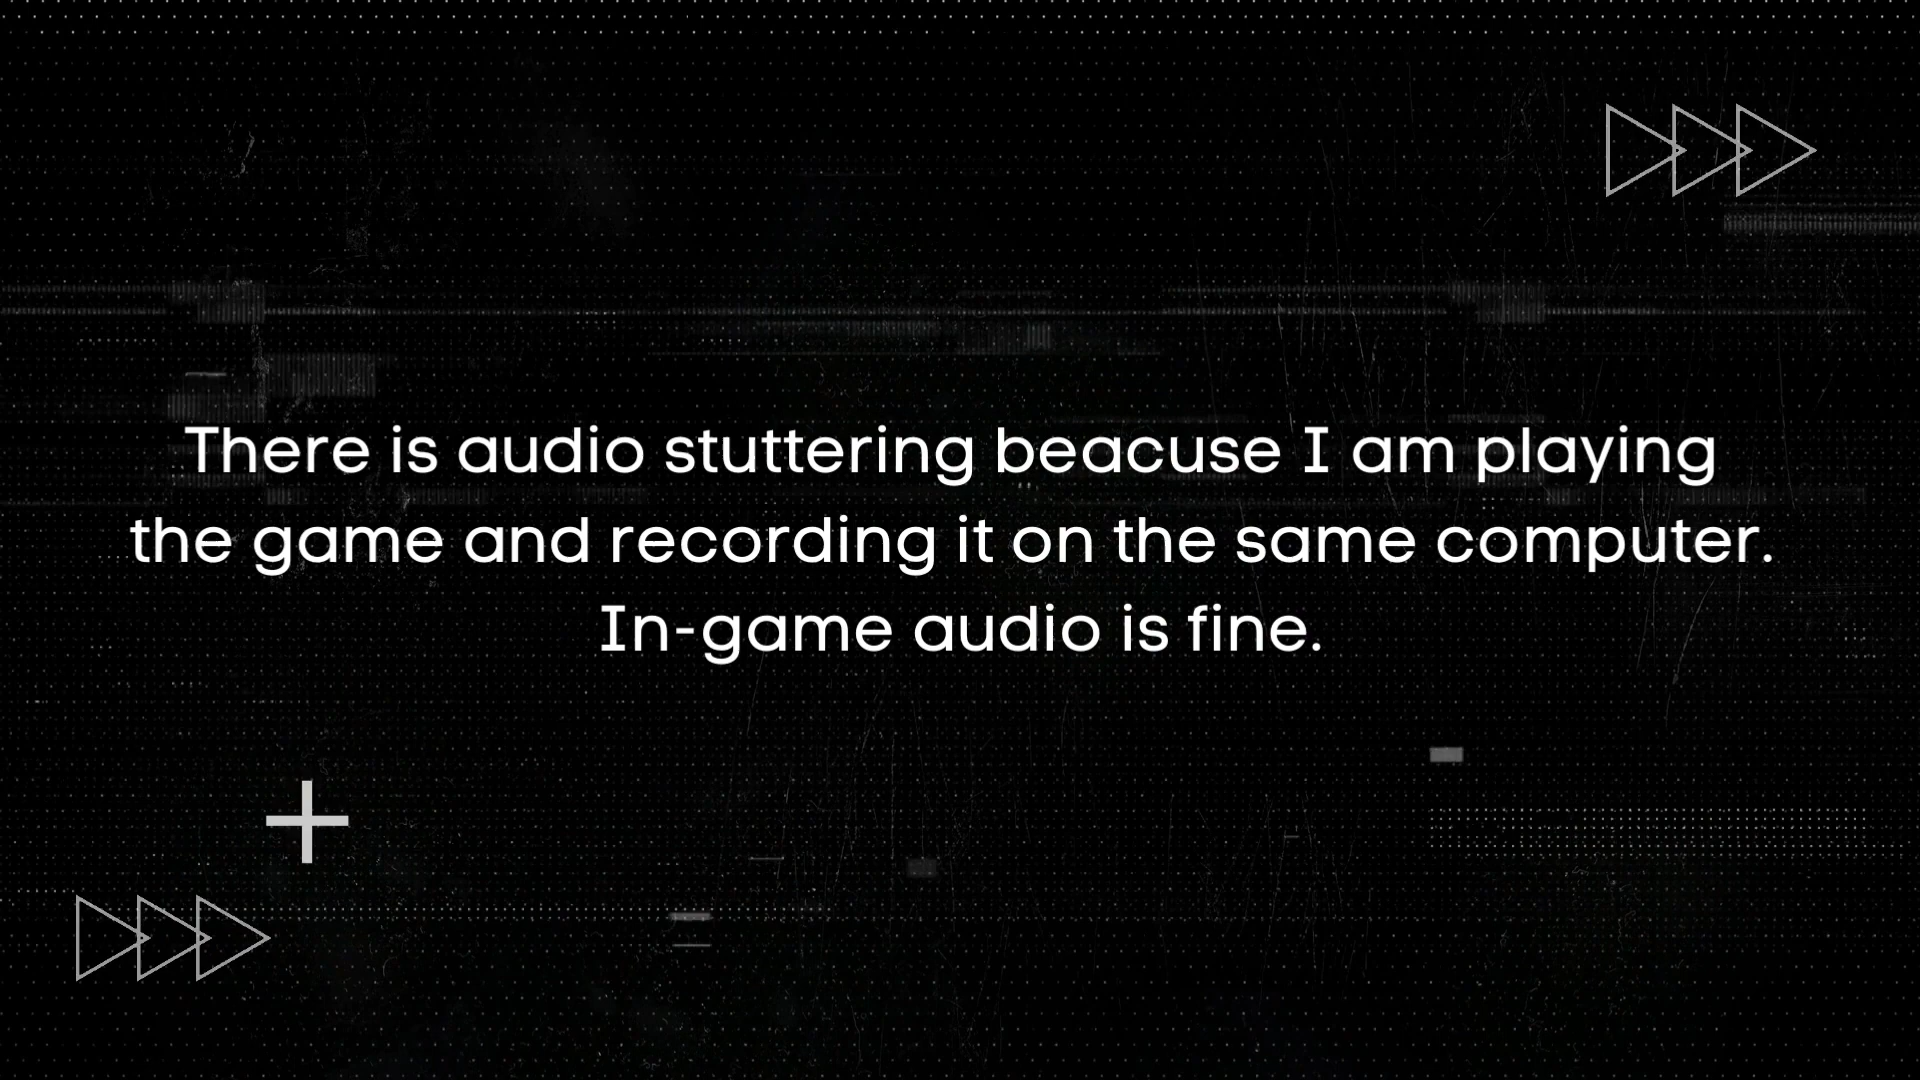 There is audio stuttering beacuse I am playing
the game and recording it on the same computer.
In-game audio is fine.